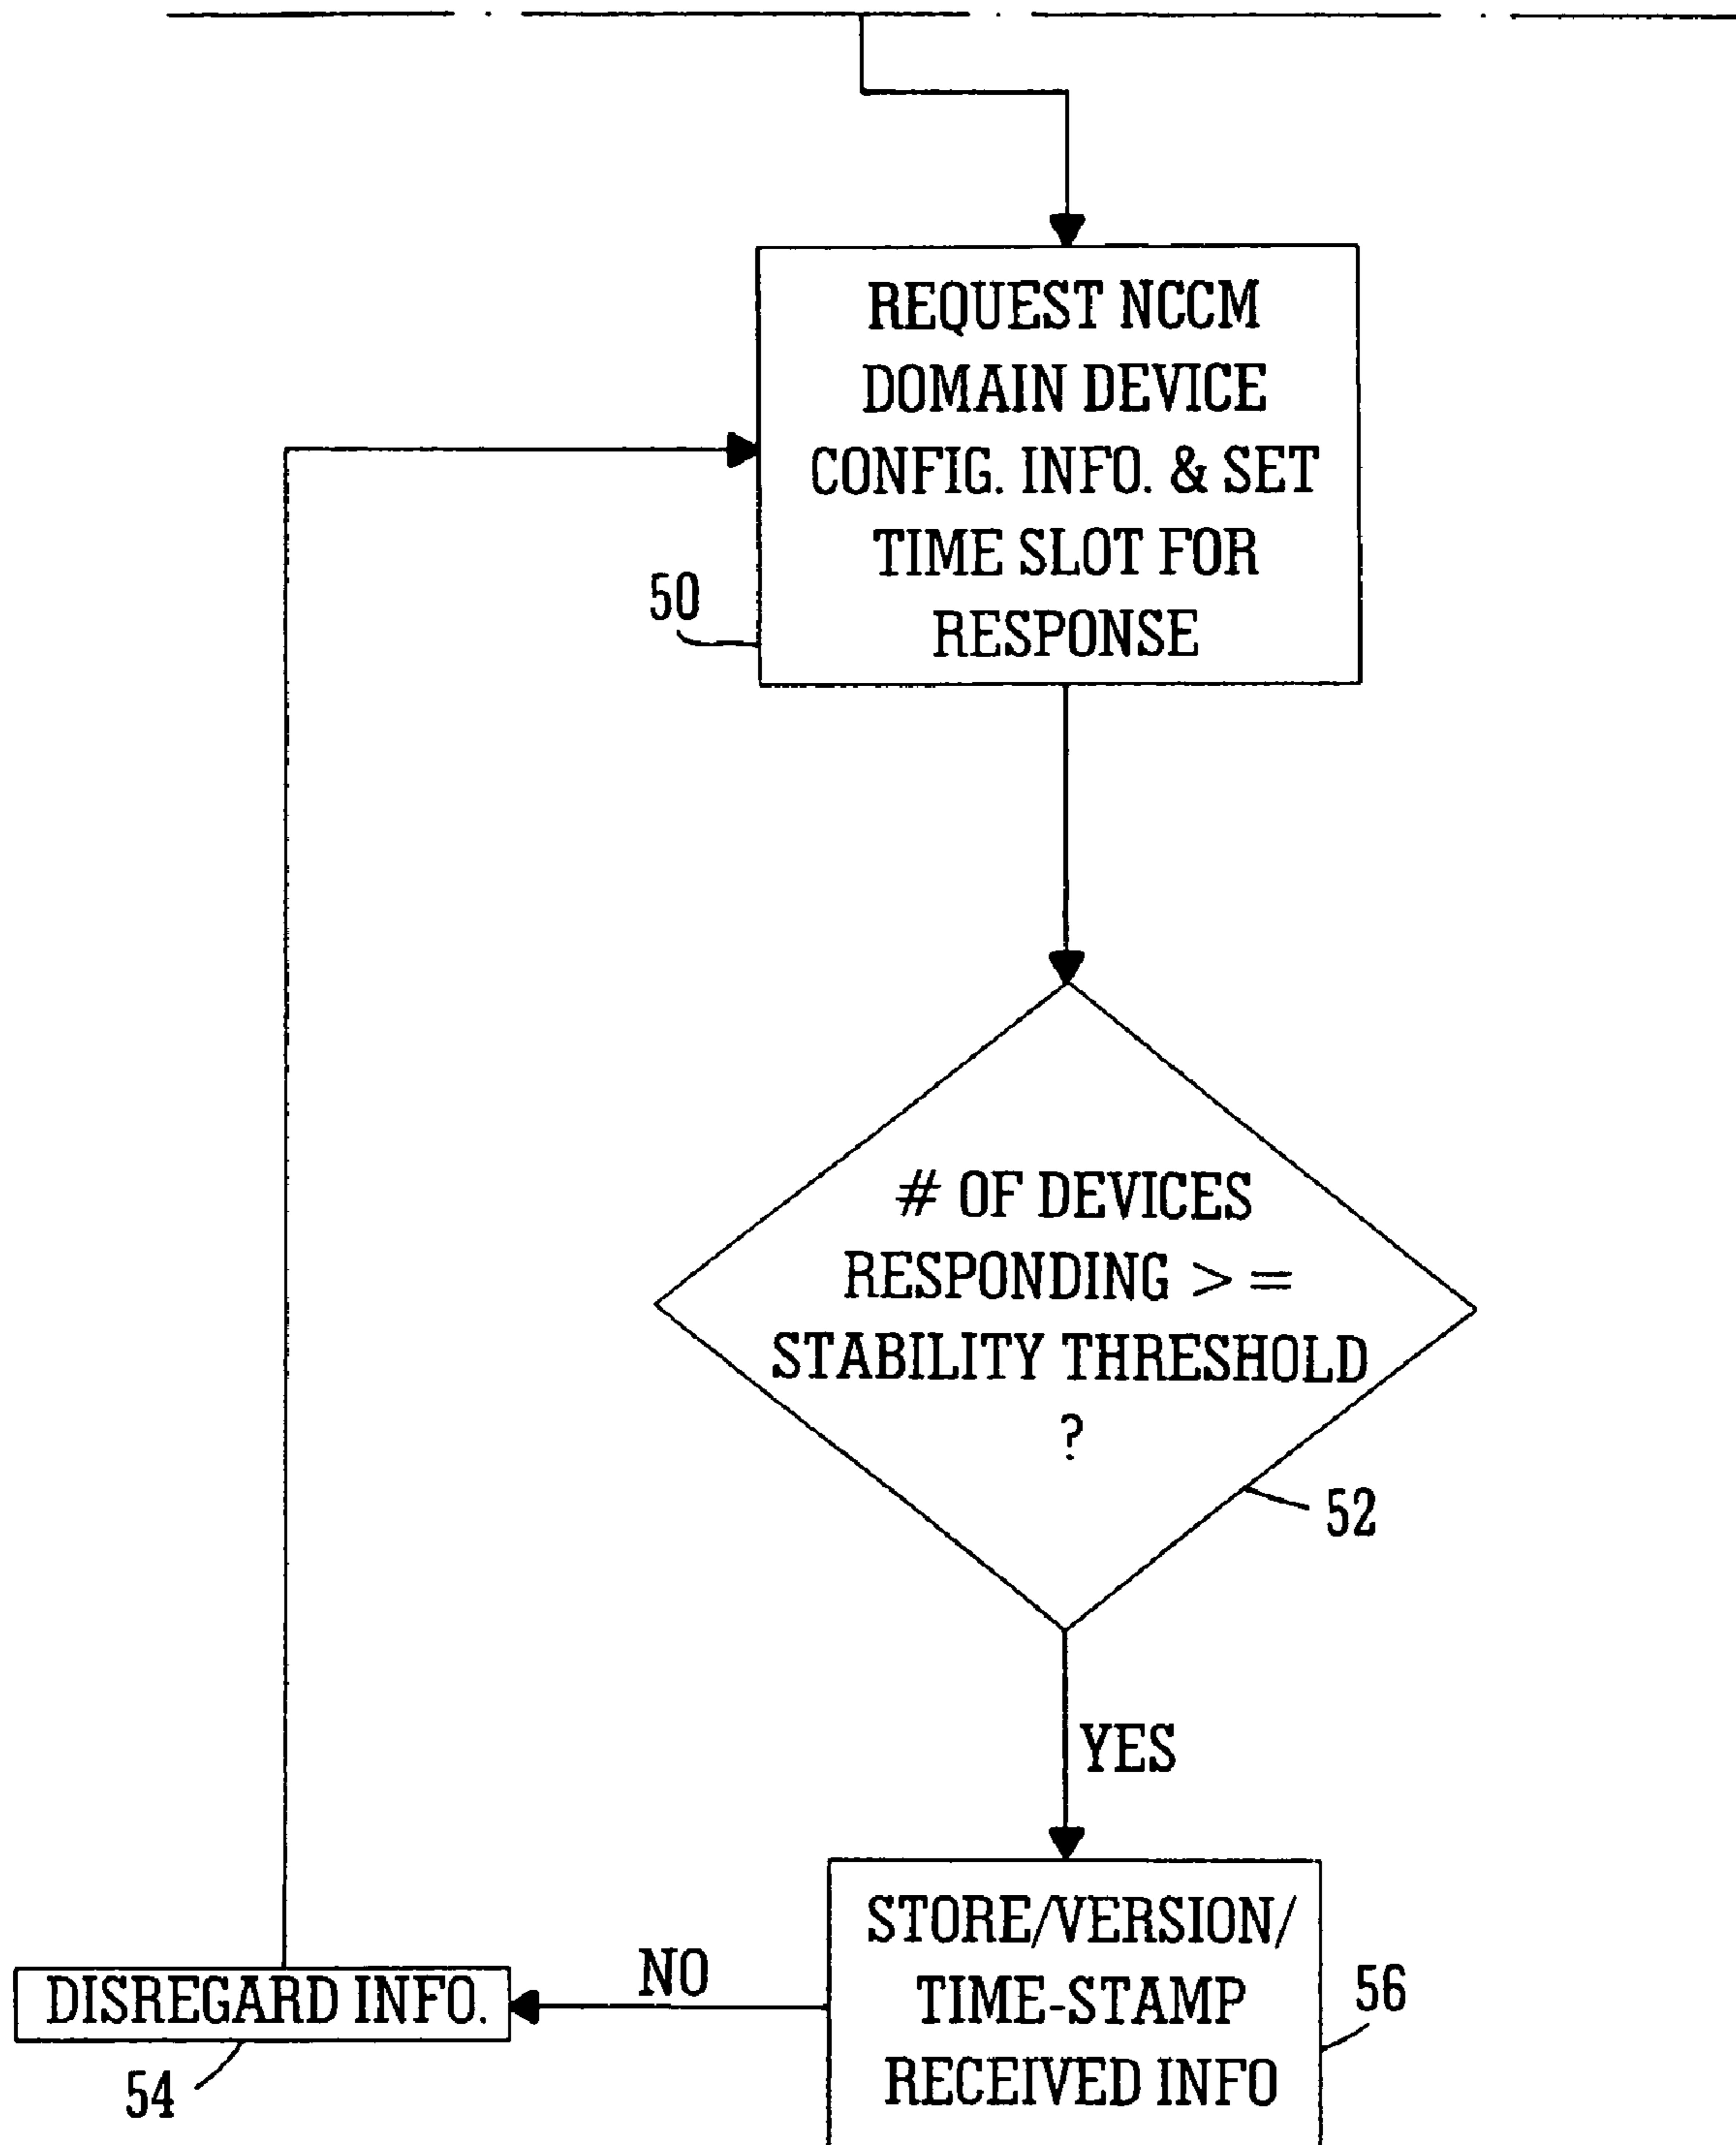 REQUEST NCCM
DOMAIN DEVICE
CONFIG. INFO. & SET
TIME SLOT FOR
RESPONSE
50
# OF DEVICES
RESPONDING > =
STABILITY THRESHOLD
?
52
YES
STORE/VERSION/
TIME-STAMP
RECEIVED INFO
56
NO
DISREGARD INFO.
54